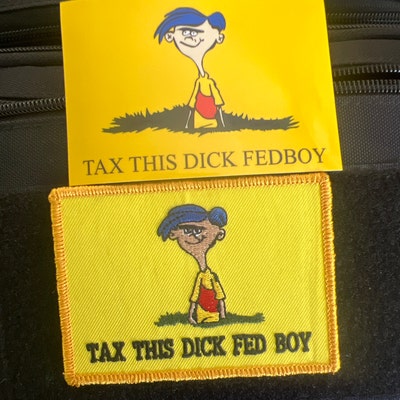 TAX THIS DICK FEDBOY
TAX THIS DICK FED BOY